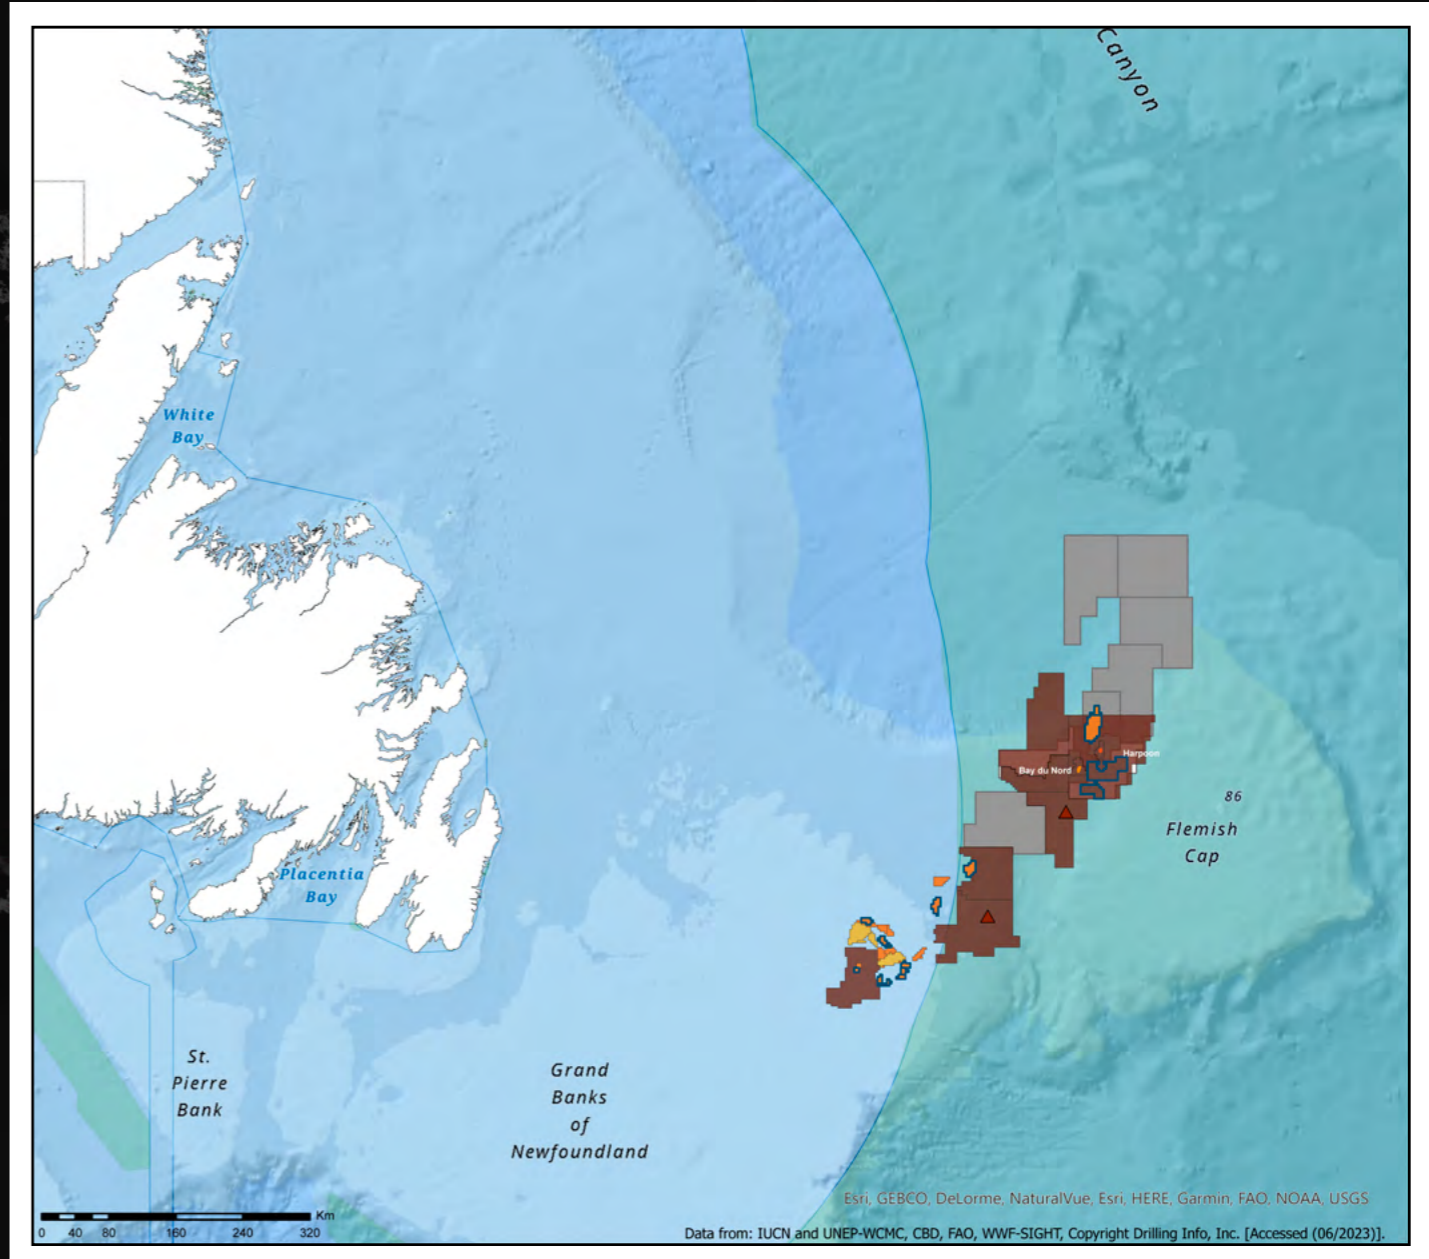 Canyon
White
Bay
Harpoon
Bay du Nord
86
Flemish
Cap
Placentia
Bay
St.
Pierre
Bank
Grand
Banks
of
Newfoundland
Esri, GEBCO, DeLorme, NaturalVue, Esri, HERE, Garmin, FAO, NOAA, USGS
Km
0 40 80 160 240 320
Data from: IUCN and UNEP-WCMC, CBD, FAO, WWF-SIGHT, Copyright Drilling Info, Inc. [Accessed (06/2023)].